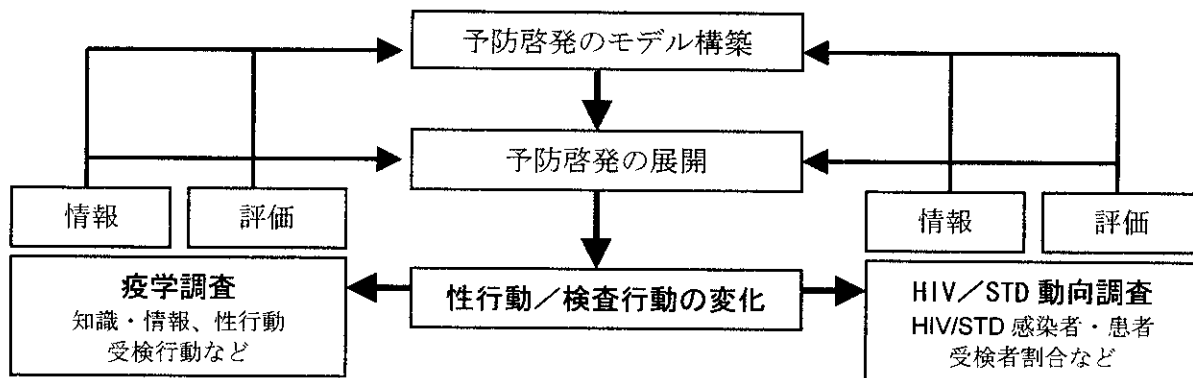 予防啓発のモデル構築
予防啓発の展開
情報
評価
情報
評価
疫学調査
知識・情報、性行動
受検行動など
性行動／検査行動の変化
HIV／STD 動向調査
HIV/STD 感染者・患者
受検者割合など